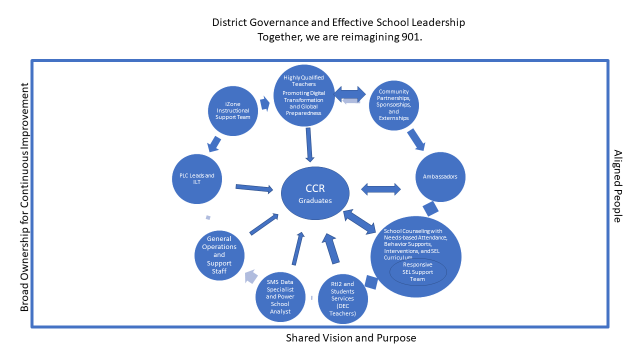 District Governance and Effective School Leadership
Together, we are reimagining 901.
Broad Ownership for Continuous Improvement
Highly Qualified
Teachers
Promoting Digital
Transformation
and Global
Preparedness
iZone
Instructional
Support Team
Community
Partnerships,
Sponsorships,
and
Externships
PLC Leads and
ILT
Ambassadors
CCR
Graduates
General
Operations
and
Support
Staff
School Counseling with
Needs-based Attendance,
Behavior Supports,
Interventions, and SEL
Curriculum
Responsive
SEL Support
Team
SMS Data
Specialist
and Power
School
Analyst
RtI2 and
Students
Services
(DEC
Teachers)
Aligned People
Shared Vision and Purpose